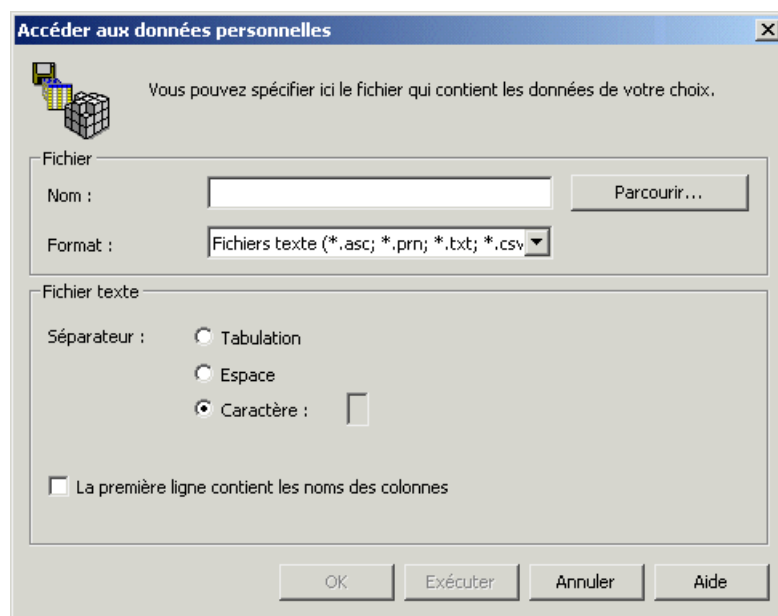 Accéder aux données personnelles
Vous pouvez spécifier ici le fichier qui contient les données de votre choix.
Fichier
Nom :
Parcourir...
Format :
Fichiers texte (*.asc; *.prn; *.txt; *.csv
Fichier texte
Séparateur :
Tabulation
Espace
Caractère :
La première ligne contient les noms des colonnes
OK
Exécuter
Annuler
Aide